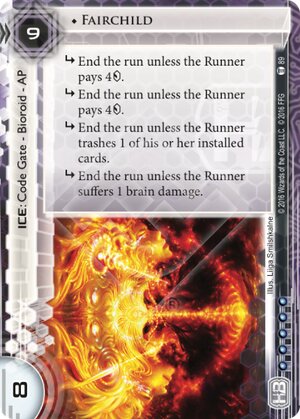 9
♦ FAIRCHILD
↳ End the run unless the Runner
pays 4
↳ End the run unless the Runner
pays 4
↳ End the run unless the Runner
trashes 1 of his or her installed
cards.
↳ End the run unless the Runner
suffers 1 brain damage.
ICE: Code Gate - Bioroid - AP
89
© 2016 Wizards of the Coast LLC. © 2016 FFG
Illus. Liiga Smilshkalne
8
HB